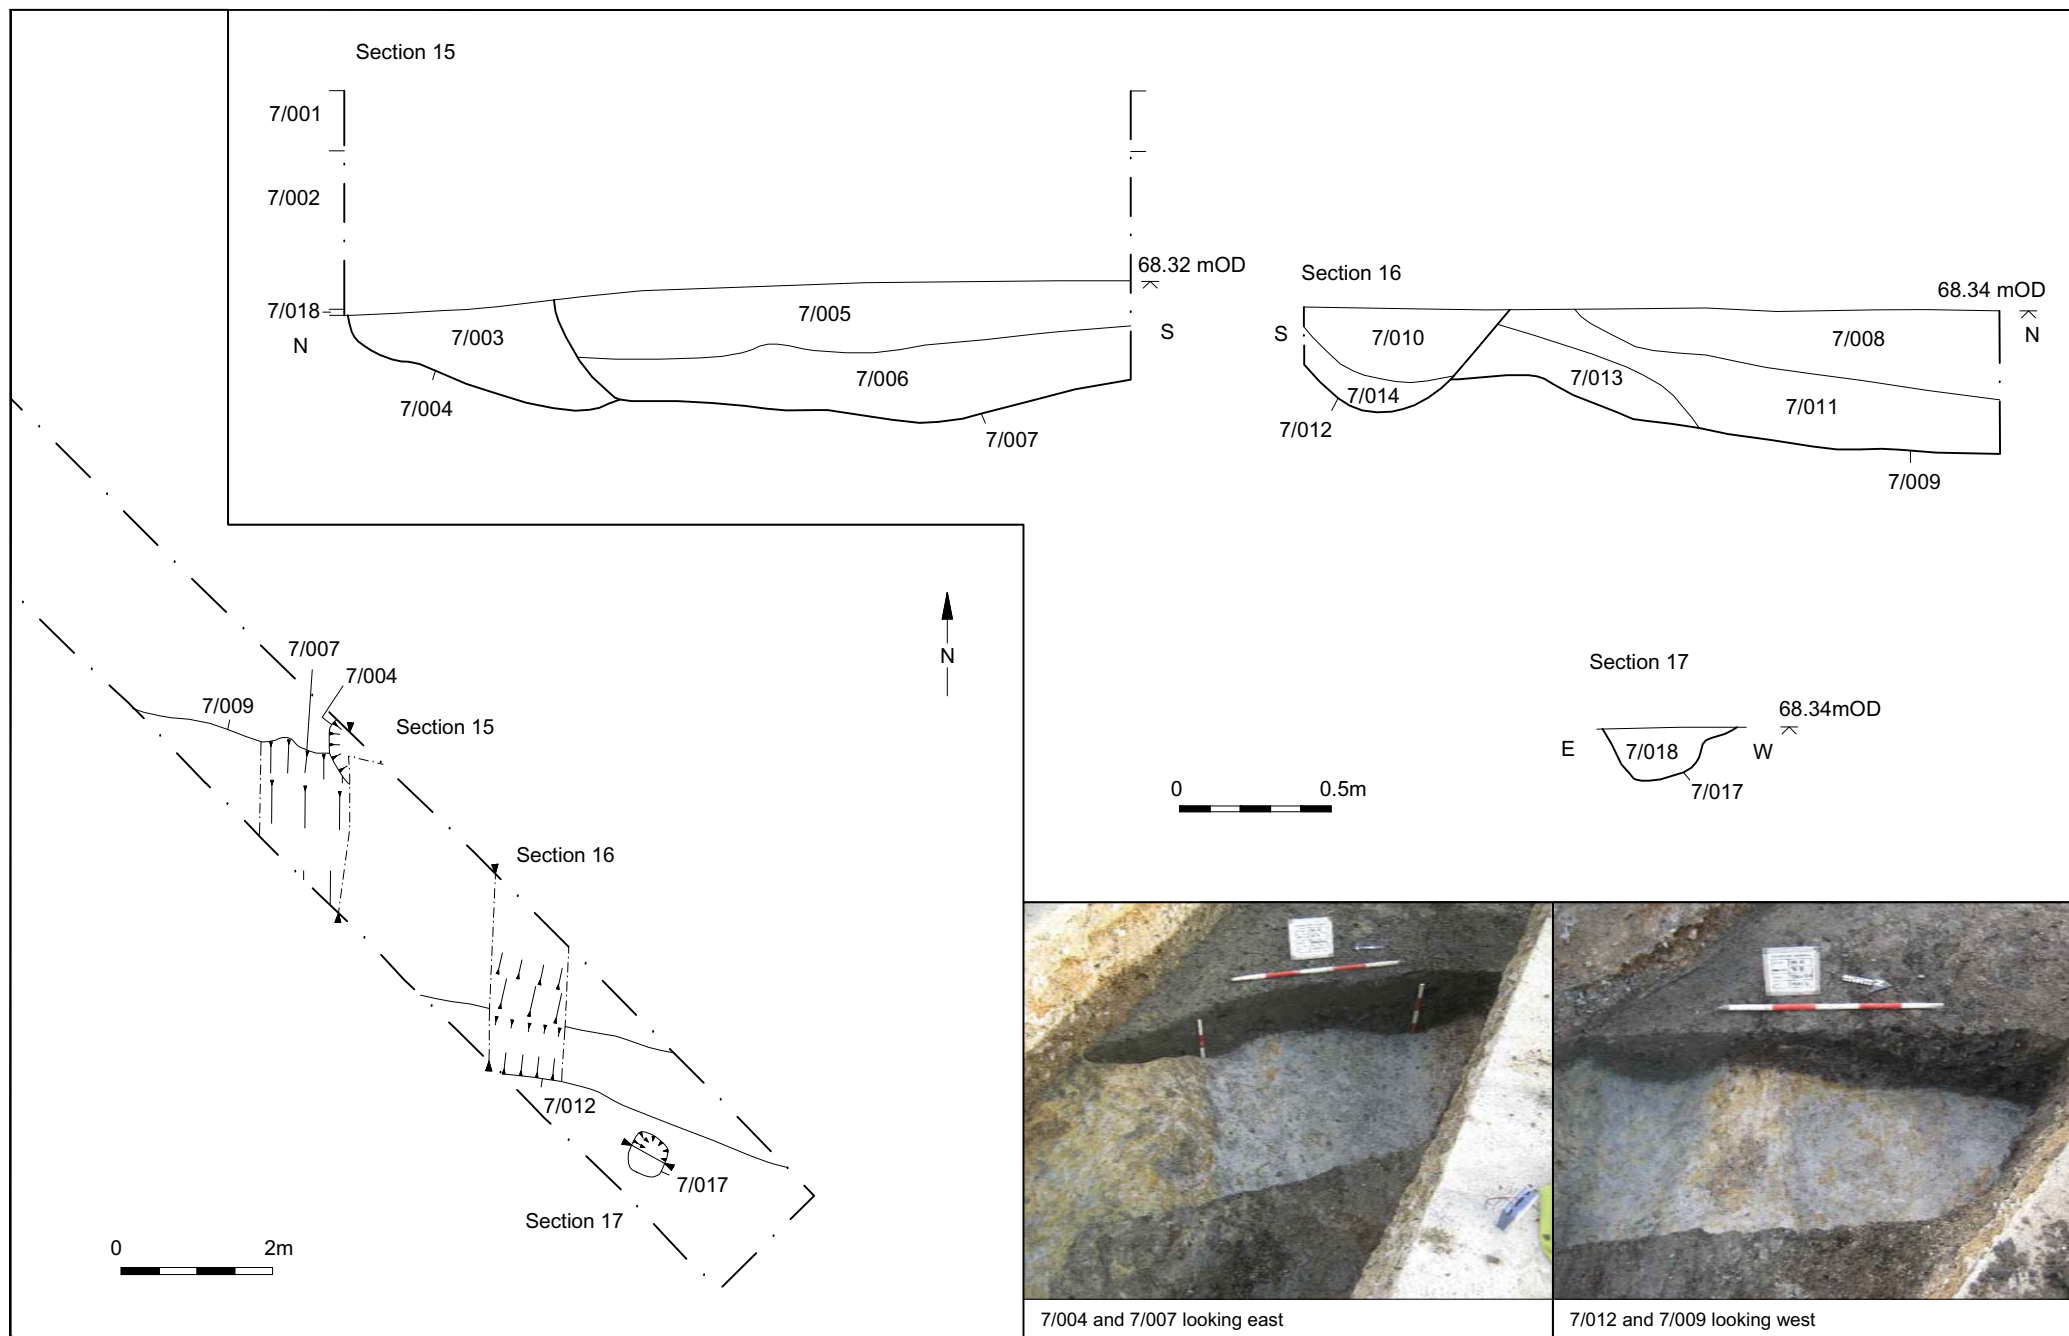 Section 15
7/001
7/002
68.32 mOD
7/018
7/003
7/005
N
S
7/006
7/004
7/007
Section 16
68.34 mOD
S
7/010
7/008
N
7/013
7/014
7/011
7/012
7/009
7/007
7/004
7/009
Section 15
N
Section 16
7/012
7/017
Section 17
0 2m
Section 17
68.34mOD
E
7/018
W
7/017
0 0.5m
7/004 and 7/007 looking east
7/012 and 7/009 looking west